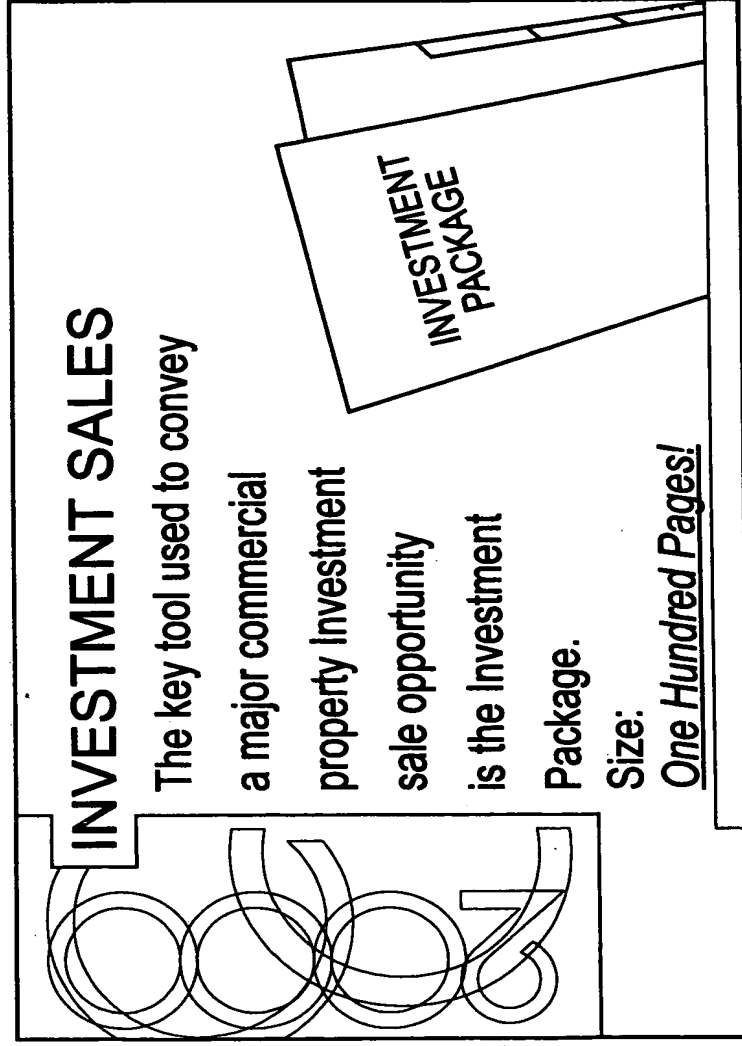 INVESTMENT SALES
The key tool used to convey
a major commercial
property Investment
sale opportunity
is the Investment
Package.
Size:
One Hundred Pages!
INVESTMENT
PACKAGE